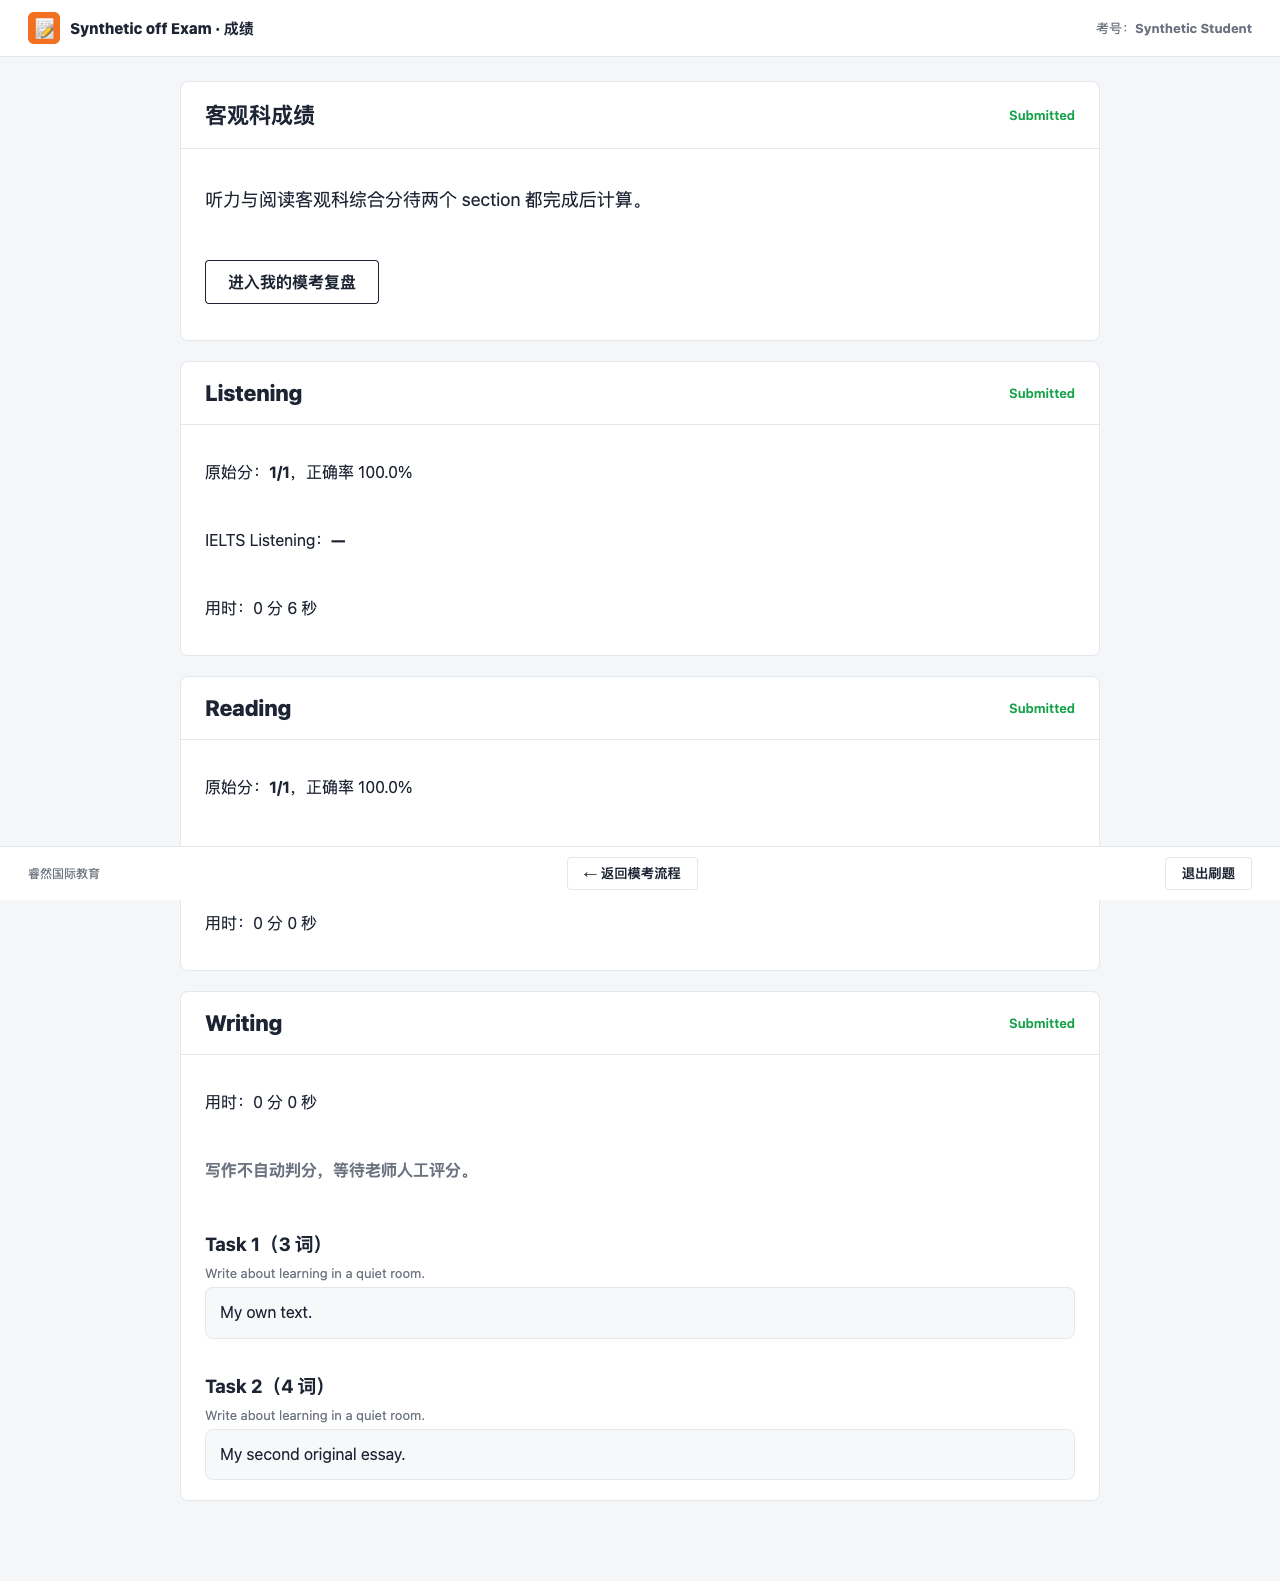 Synthetic off Exam · 成绩
考号：Synthetic Student
客观科成绩
Submitted
听力与阅读客观科综合分待两个 section 都完成后计算。
进入我的模考复盘
Listening
Submitted
原始分：1/1，正确率 100.0%
IELTS Listening：—
用时：0 分 6 秒
Reading
Submitted
原始分：1/1，正确率 100.0%
睿然国际教育
← 返回模考流程
退出刷题
用时：0 分 0 秒
Writing
Submitted
用时：0 分 0 秒
写作不自动判分，等待老师人工评分。
Task 1（3 词）
Write about learning in a quiet room.
My own text.
Task 2（4 词）
Write about learning in a quiet room.
My second original essay.